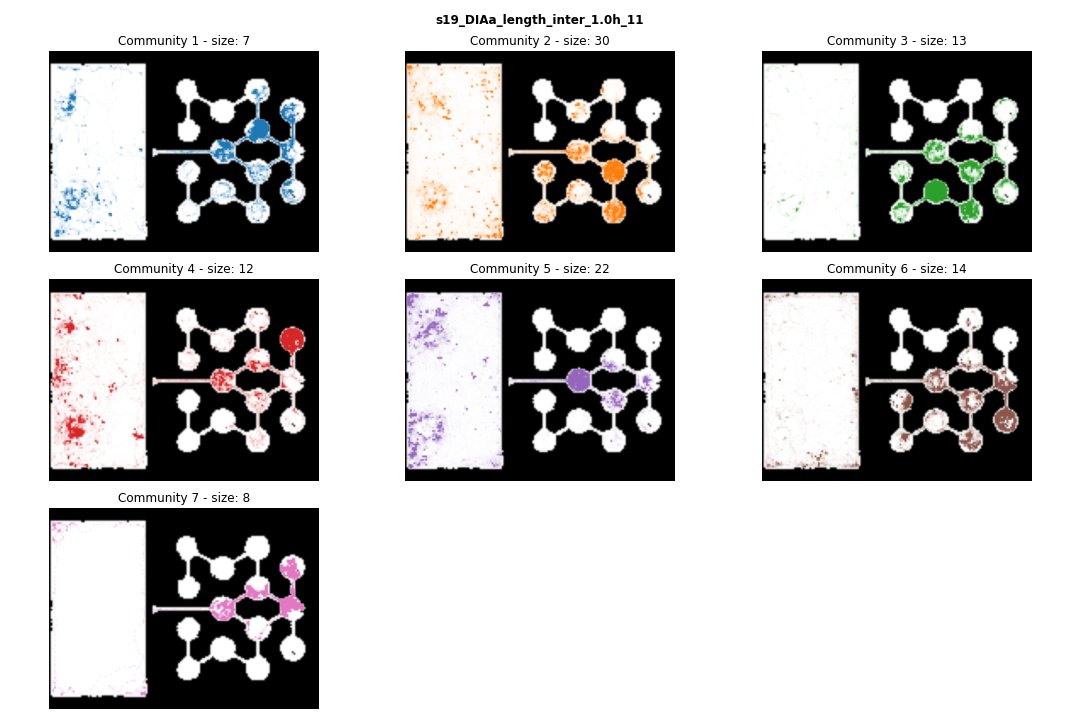 s19_DIAa_length_inter_1.0h_11
Community 1 - size: 7
Community 2 - size: 30
Community 3 - size: 13
Community 4 - size: 12
Community 5 - size: 22
Community 6 - size: 14
Community 7 - size: 8